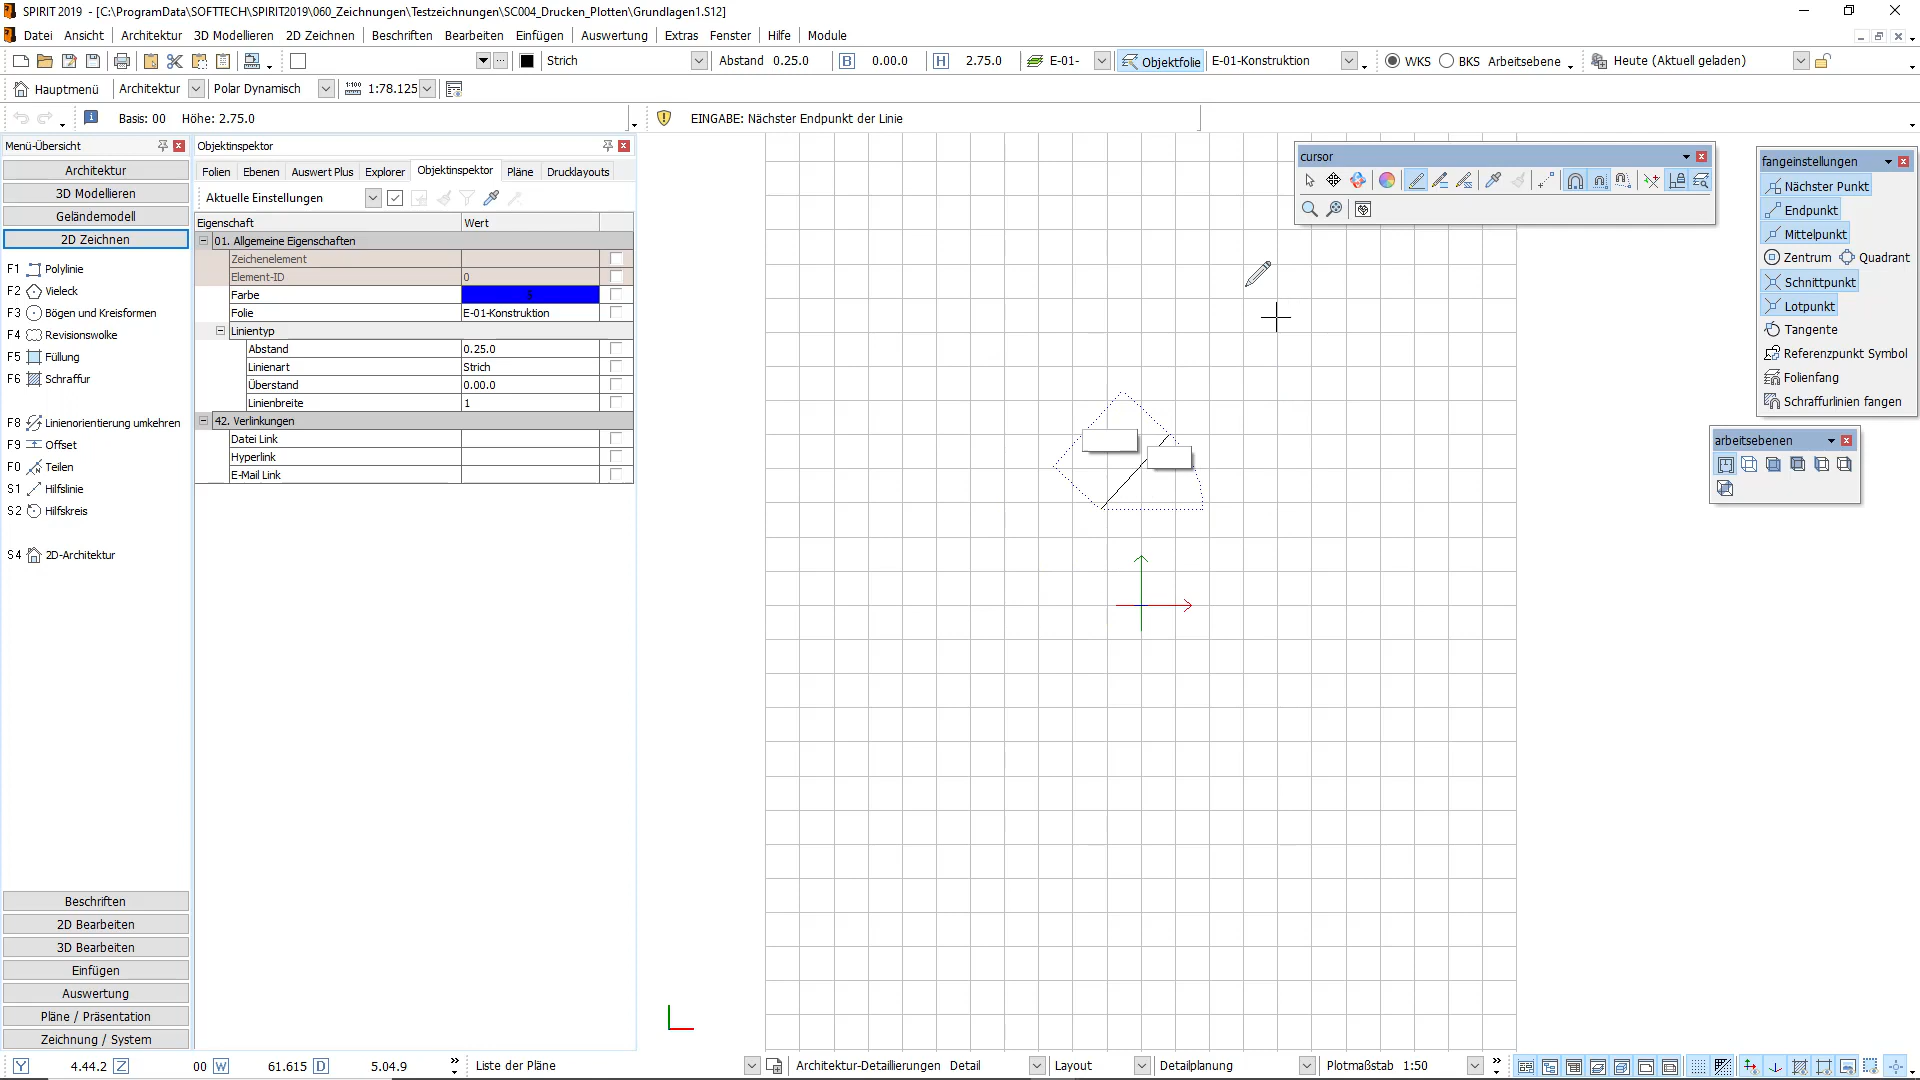 SPIRIT 2019 - [C:\ProgramData\SOFTTECH\SPIRIT2019\060_Zeichnungen\Testzeichnungen\SC004_Drucken_Plotten\Grundlagen1.S12]
Datei Ansicht Architektur 3D Modellieren 2D Zeichnen Beschriften Bearbeiten Einfügen Auswertung Extras Fenster Hilfe Module
Strich Abstand 0.25.0 B 0.00.0 H 2.75.0 E-01- Objektfolie E-01-Konstruktion WKS BKS Arbeitsebene Heute (Aktuell geladen)
Hauptmenü Architektur Polar Dynamisch 1:78.125
Basis: 00 Höhe: 2.75.0 EINGABE: Nächster Endpunkt der Linie
Menü-Übersicht
Architektur
3D Modellieren
Geländemodell
2D Zeichnen
F1 Polylinie
F2 Vieleck
F3 Bögen und Kreisformen
F4 Revisionswolke
F5 Füllung
F6 Schraffur
F8 Linienorientierung umkehren
F9 Offset
F0 Teilen
S1 Hilfslinie
S2 Hilfskreis
S4 2D-Architektur
Beschriften
2D Bearbeiten
3D Bearbeiten
Einfügen
Auswertung
Pläne / Präsentation
Zeichnung / System
Objektinspektor
Folien Ebenen Auswert Plus Explorer Objektinspektor Pläne Drucklayouts
Aktuelle Einstellungen
Eigenschaft Wert
01. Allgemeine Eigenschaften
Zeichenelement
Element-ID 0
Farbe 5
Folie E-01-Konstruktion
Linientyp
Abstand 0.25.0
Linienart Strich
Überstand 0.00.0
Linienbreite 1
42. Verlinkungen
Datei Link
Hyperlink
E-Mail Link
cursor
fangeinstellungen
Nächster Punkt
Endpunkt
Mittelpunkt
Zentrum Quadrant
Schnittpunkt
Lotpunkt
Tangente
Referenzpunkt Symbol
Folienfang
Schraffurlinien fangen
arbeitsebenen
Y 4.44.2 Z 00 W 61.615 D 5.04.9 Liste der Pläne Architektur-Detaillierungen Detail Layout Detailplanung Plotmaßstab 1:50